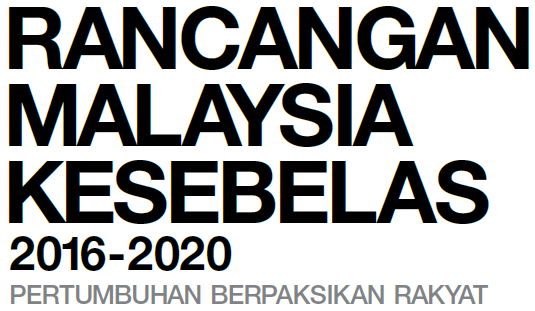 RANCANGAN
MALAYSIA
KESEBELAS
2016-2020
PERTUMBUHAN BERPAKSIKAN RAKYAT